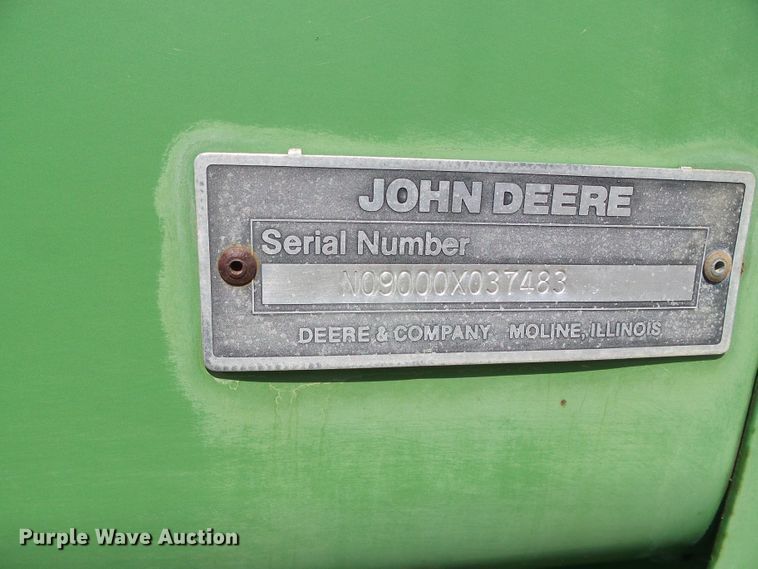 JOHN DEERE
Serial Number
N09000X037483
DEERE & COMPANY MOLINE, ILLINOIS
Purple Wave Auction